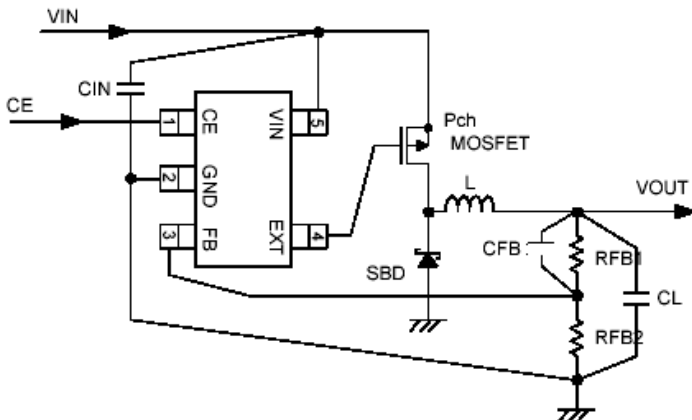 VIN
CIN
CE
1 CE
VIN 5
2 GND
3 FB
EXT 4
Pch
MOSFET
L
VOUT
SBD
CFB
RFB1
CL
RFB2